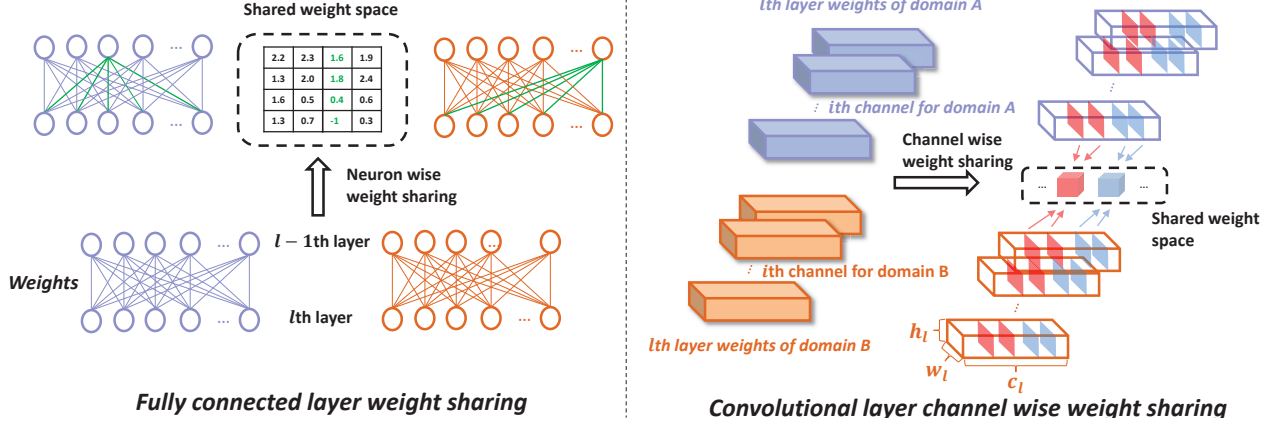 Shared weight space
...
...
2.2 2.3 1.6 1.9
1.3 2.0 1.8 2.4
1.6 0.5 0.4 0.6
1.3 0.7 -1 0.3
...
...
Neuron wise
weight sharing
l − 1th layer
Weights
lth layer
...
...
...
...
Fully connected layer weight sharing
lth layer weights of domain A
...
ith channel for domain A
Channel wise
weight sharing
...
ith channel for domain B
lth layer weights of domain B
...
... ...
Shared weight
space
...
h_l
w_l
c_l
Convolutional layer channel wise weight sharing